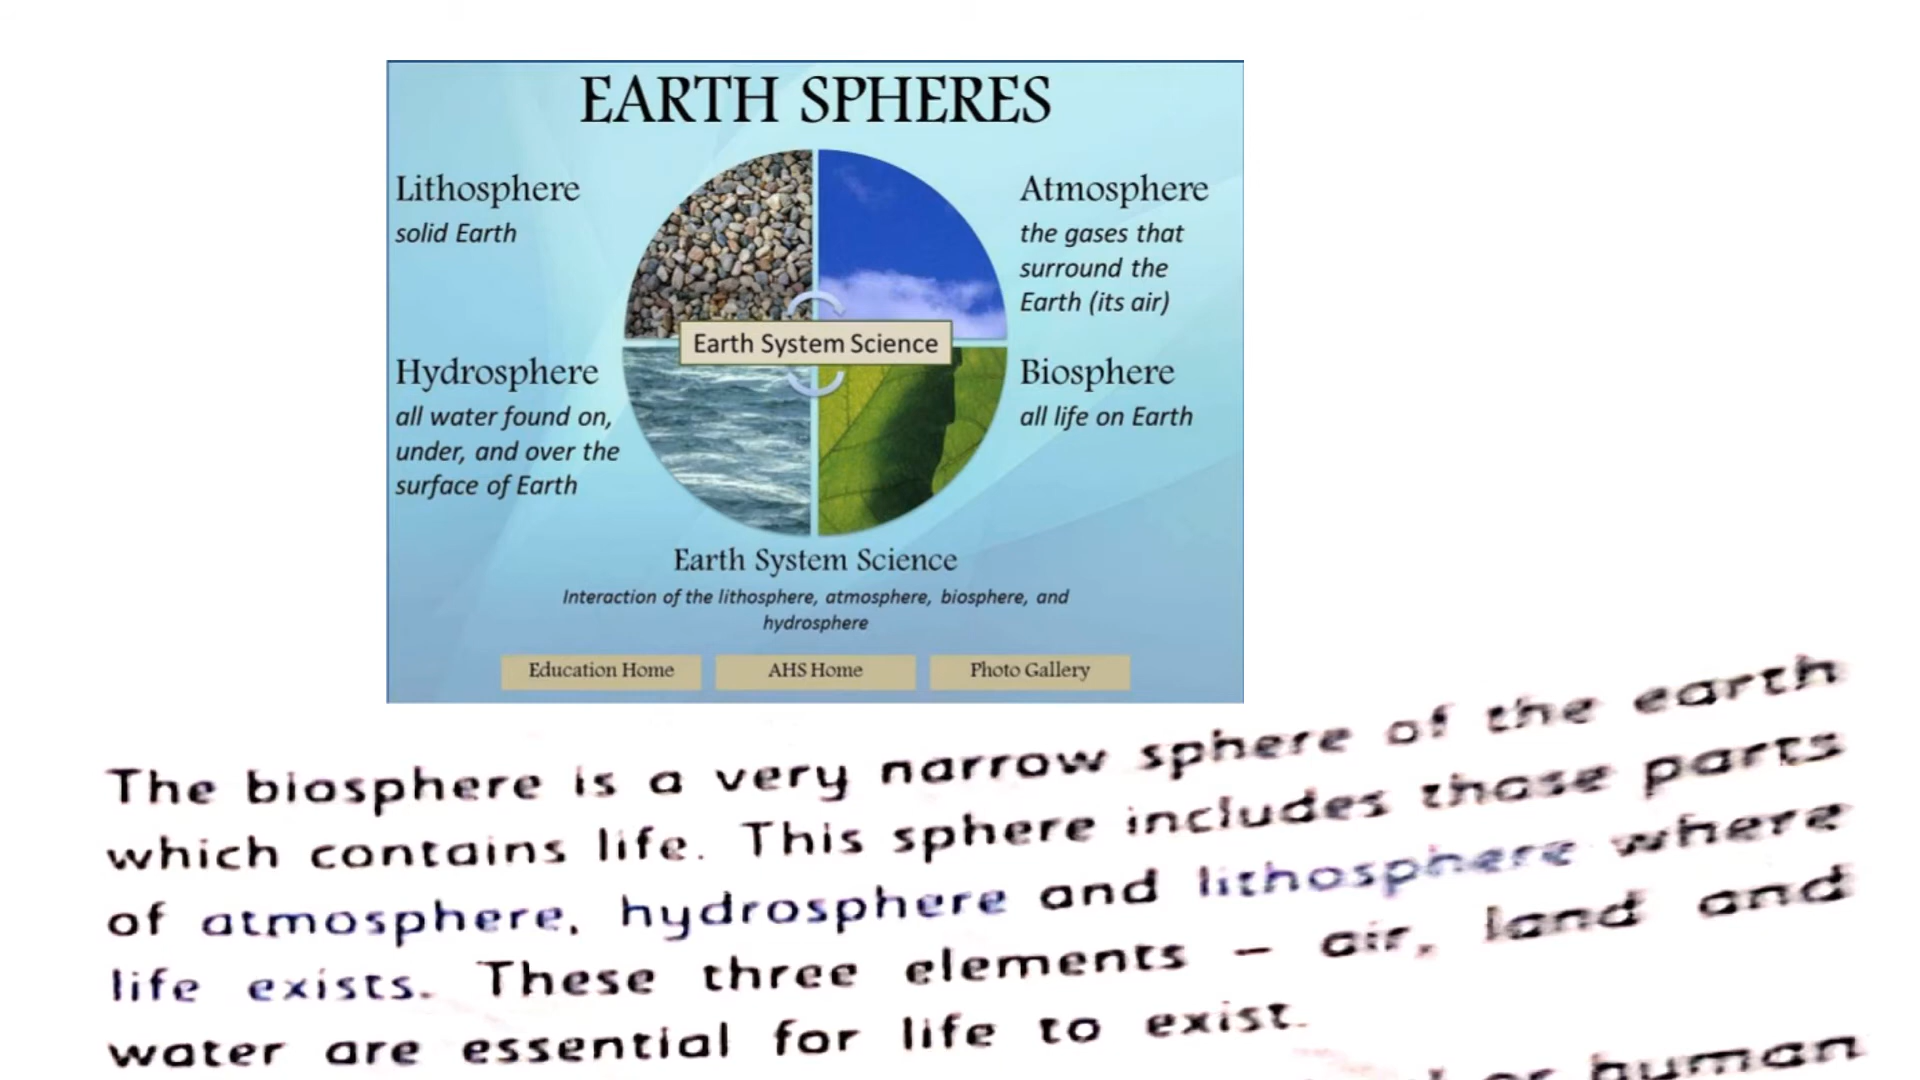 EARTH SPHERES
Lithosphere
solid Earth
Atmosphere
the gases that
surround the
Earth (its air)
Earth System Science
Hydrosphere
all water found on,
under, and over the
surface of Earth
Biosphere
all life on Earth
Earth System Science
Interaction of the lithosphere, atmosphere, biosphere, and
hydrosphere
Education Home
AHS Home
Photo Gallery
The biosphere is a very narrow sphere of the earth
which contains life. This sphere includes those parts
of atmosphere, hydrosphere and lithosphere where
life exists. These three elements – air, land and
water are essential for life to exist.
or human